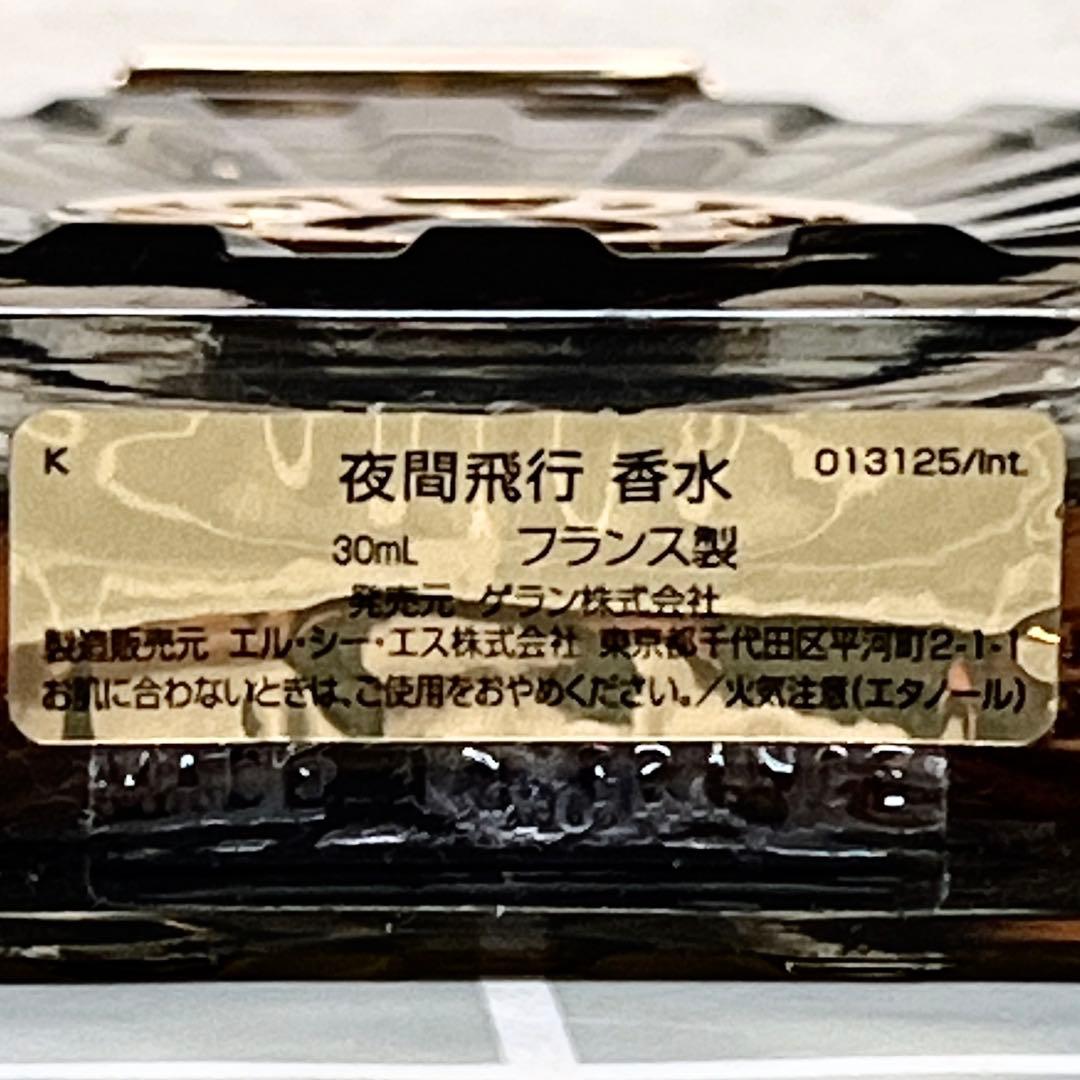 K 夜間飛行 香水 013125/Int.
30mL フランス製
発売元 ゲラン株式会社
製造販売元 エル・シー・エス株式会社 東京都千代田区平河町2-1-1
お肌に合わないときは、ご使用をおやめください。/火気注意(エタノール)